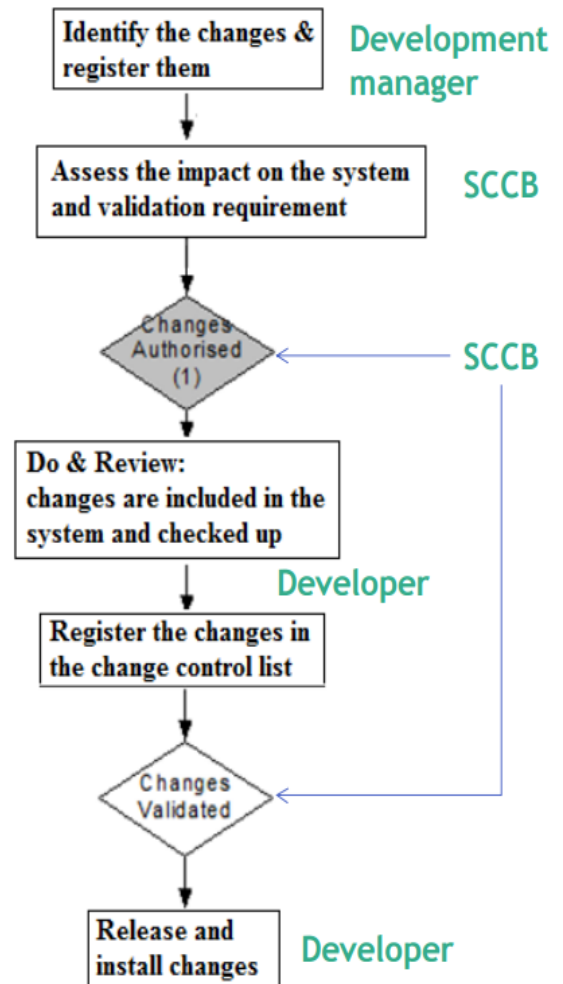 Identify the changes &
register them
Development
manager
Assess the impact on the system
and validation requirement
SCCB
Changes
Authorised
(1)
SCCB
Do & Review:
changes are included in the
system and checked up
Developer
Register the changes in
the change control list
Changes
Validated
Release and
install changes
Developer